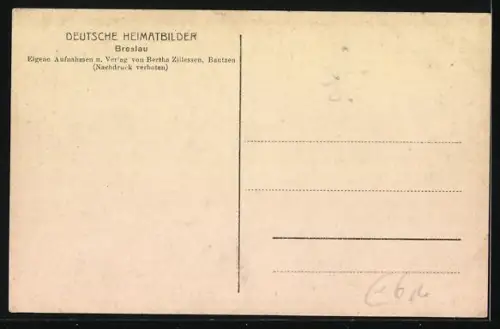 DEUTSCHE HEIMATBILDER
Breslau
Eigene Aufnahmen u. Verlag von Bertha Zillessen, Bautzen
(Nachdruck verboten)